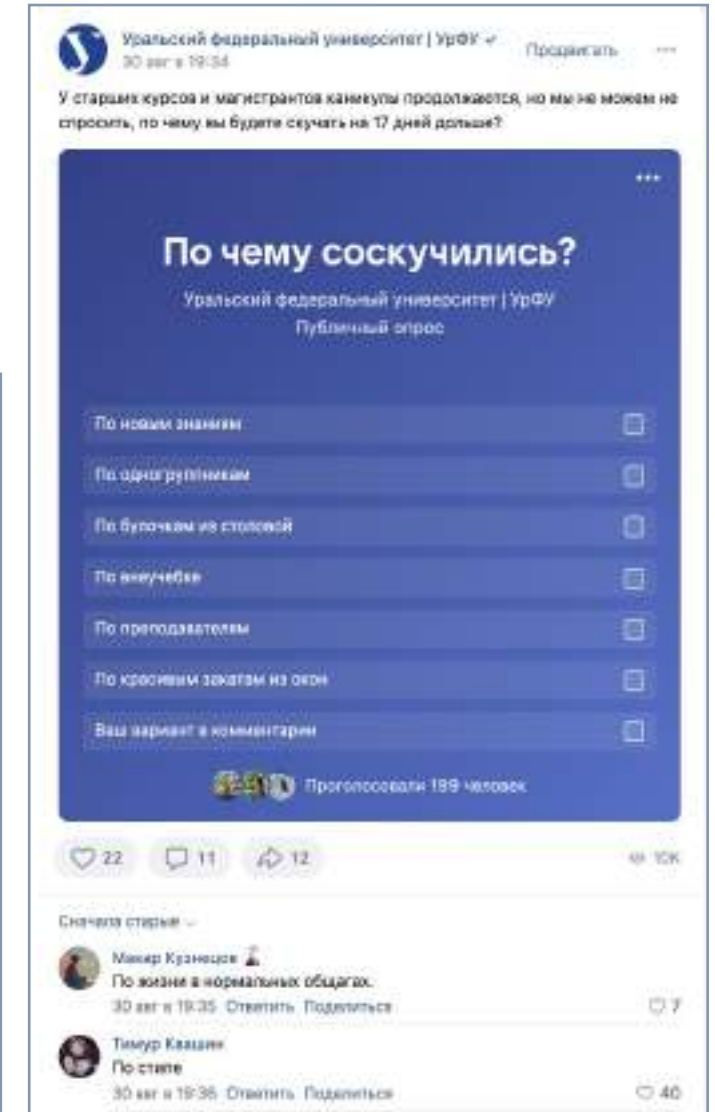 Уральский федеральный университет | УрФУ
30 авг в 19:34
Продвигать
У старших курсов и магистрантов каникулы продолжаются, но мы не можем не
спросить, по чему вы будете скучать на 17 дней дольше?
По чему соскучились?
Уральский федеральный университет | УрФУ
Публичный опрос
По новым знаниям
По одногруппникам
По булочкам из столовой
По внеучебке
По преподавателям
По красивым закатам из окон
Ваш вариант в комментарии
Проголосовали 199 человек
22 11 12 10K
Сначала старые
Макар Кузнецов
По жизни в нормальных общагах.
30 авг в 19:35 Ответить Поделиться 7
Тимур Квашин
По стипе
30 авг в 19:36 Ответить Поделиться 40